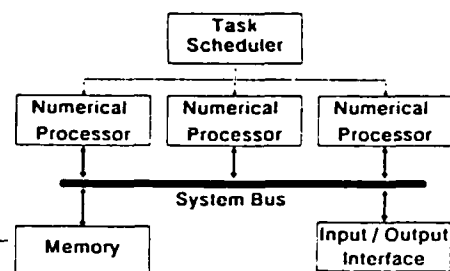 Task
Scheduler
Numerical
Processor
Numerical
Processor
Numerical
Processor
System Bus
Memory
Input / Output
Interface